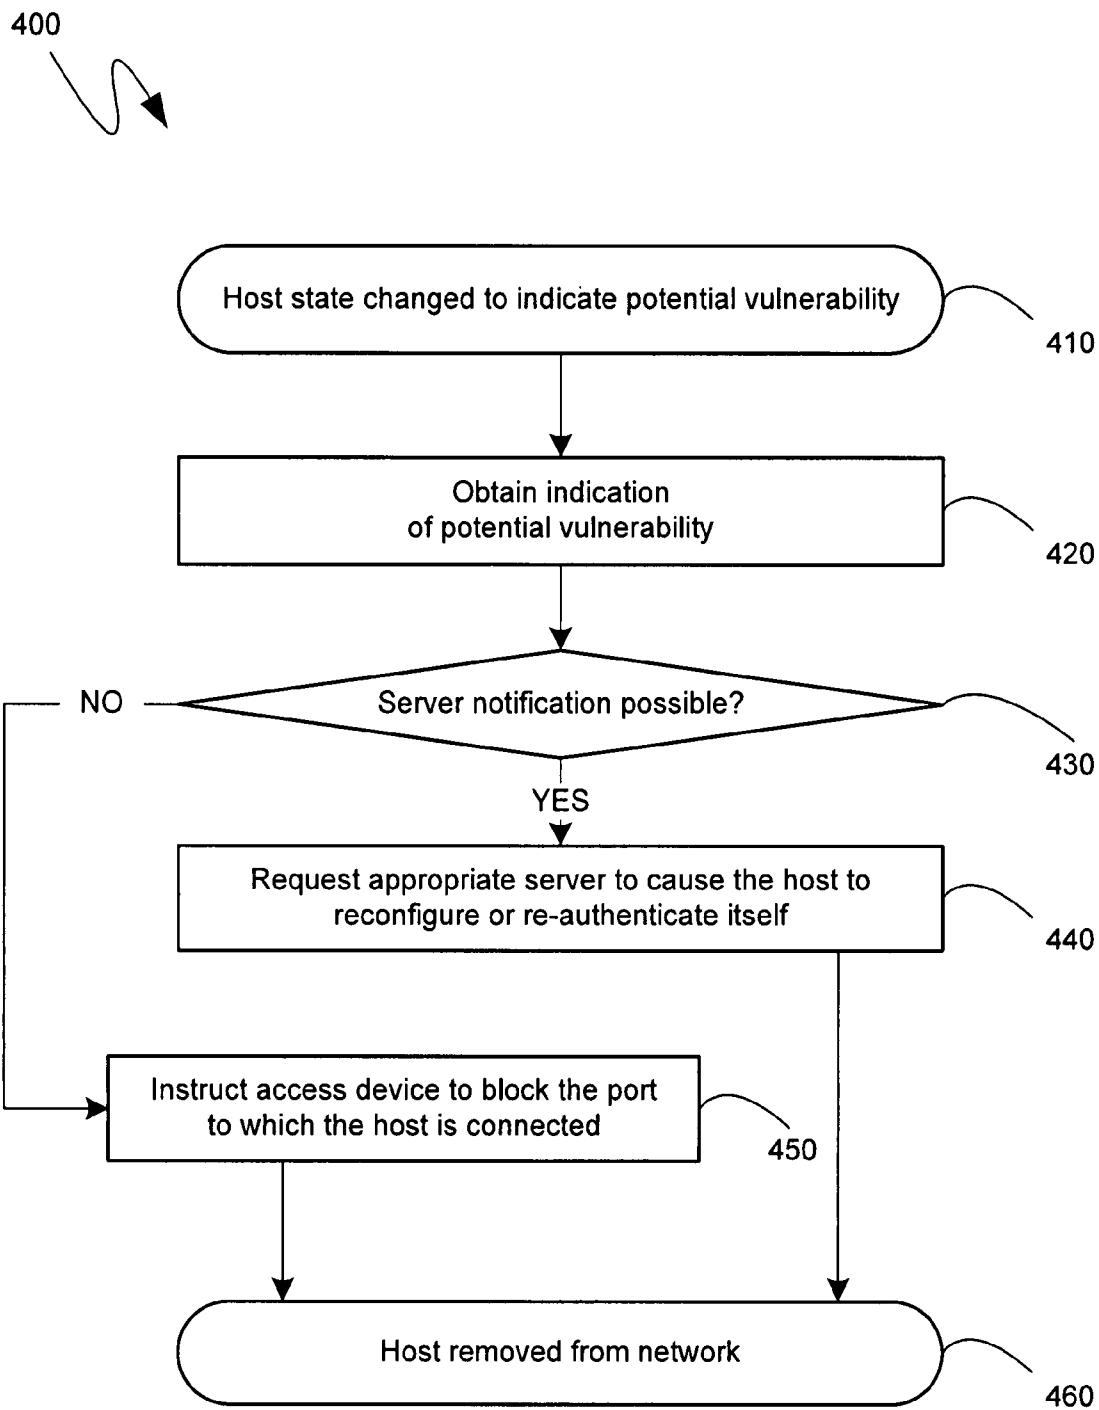 400
Host state changed to indicate potential vulnerability
410
Obtain indication
of potential vulnerability
420
NO
Server notification possible?
430
YES
Request appropriate server to cause the host to
reconfigure or re-authenticate itself
440
Instruct access device to block the port
to which the host is connected
450
Host removed from network
460